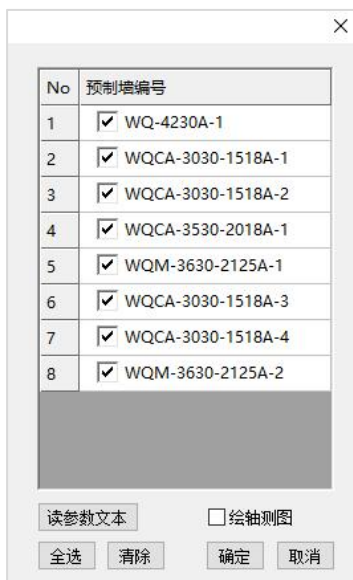 No 预制墙编号
1 WQ-4230A-1
2 WQCA-3030-1518A-1
3 WQCA-3030-1518A-2
4 WQCA-3530-2018A-1
5 WQM-3630-2125A-1
6 WQCA-3030-1518A-3
7 WQCA-3030-1518A-4
8 WQM-3630-2125A-2
读参数文本 绘轴测图
全选 清除 确定 取消